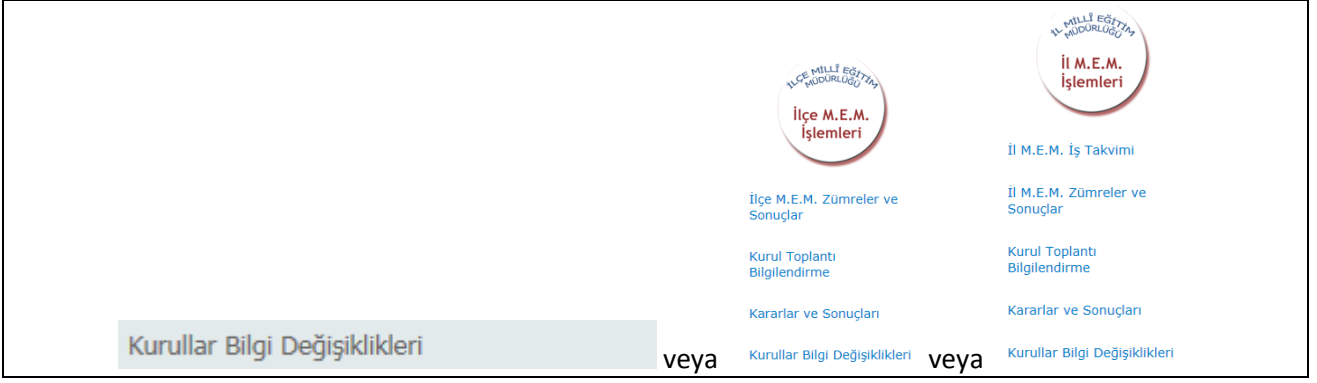 Kurullar Bilgi Değişiklikleri
veya
İLÇE MİLLÎ EĞİTİM
MÜDÜRLÜĞÜ
İlçe M.E.M.
İşlemleri
İlçe M.E.M. Zümreler ve
Sonuçlar
Kurul Toplantı
Bilgilendirme
Kararlar ve Sonuçları
Kurullar Bilgi Değişiklikleri
veya
İL MİLLÎ EĞİTİM
MÜDÜRLÜĞÜ
İl M.E.M.
İşlemleri
İl M.E.M. İş Takvimi
İl M.E.M. Zümreler ve
Sonuçlar
Kurul Toplantı
Bilgilendirme
Kararlar ve Sonuçları
Kurullar Bilgi Değişiklikleri